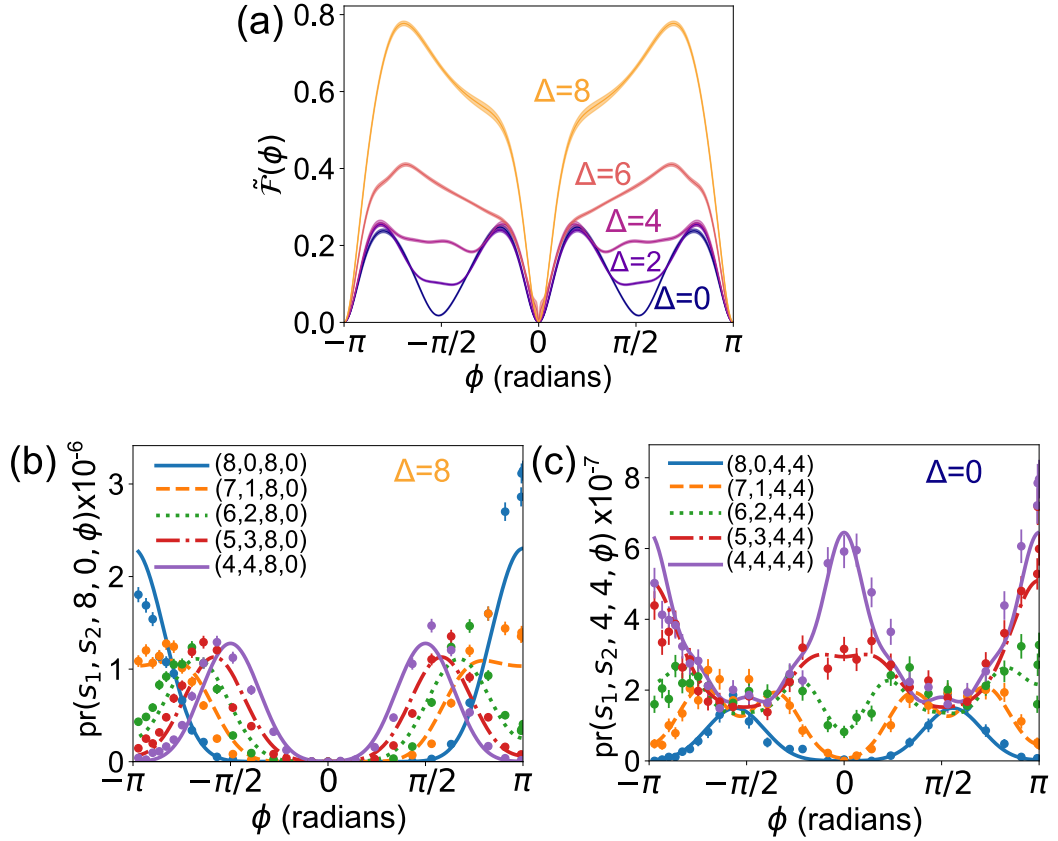 (a)
0.8
0.6
0.4
0.2
0.0
F̃(ϕ)
Δ=8
Δ=6
Δ=4
Δ=2
Δ=0
−π
−π/2
0
π/2
π
ϕ (radians)
(b)
pr(s₁, s₂, 8, 0, ϕ)x10⁻⁶
3
2
1
0
(8,0,8,0)
(7,1,8,0)
(6,2,8,0)
(5,3,8,0)
(4,4,8,0)
Δ=8
−π
−π/2
0
π/2
π
ϕ (radians)
(c)
pr(s₁, s₂, 4, 4, ϕ) x10⁻⁷
8
6
4
2
0
(8,0,4,4)
(7,1,4,4)
(6,2,4,4)
(5,3,4,4)
(4,4,4,4)
Δ=0
−π
−π/2
0
π/2
π
ϕ (radians)